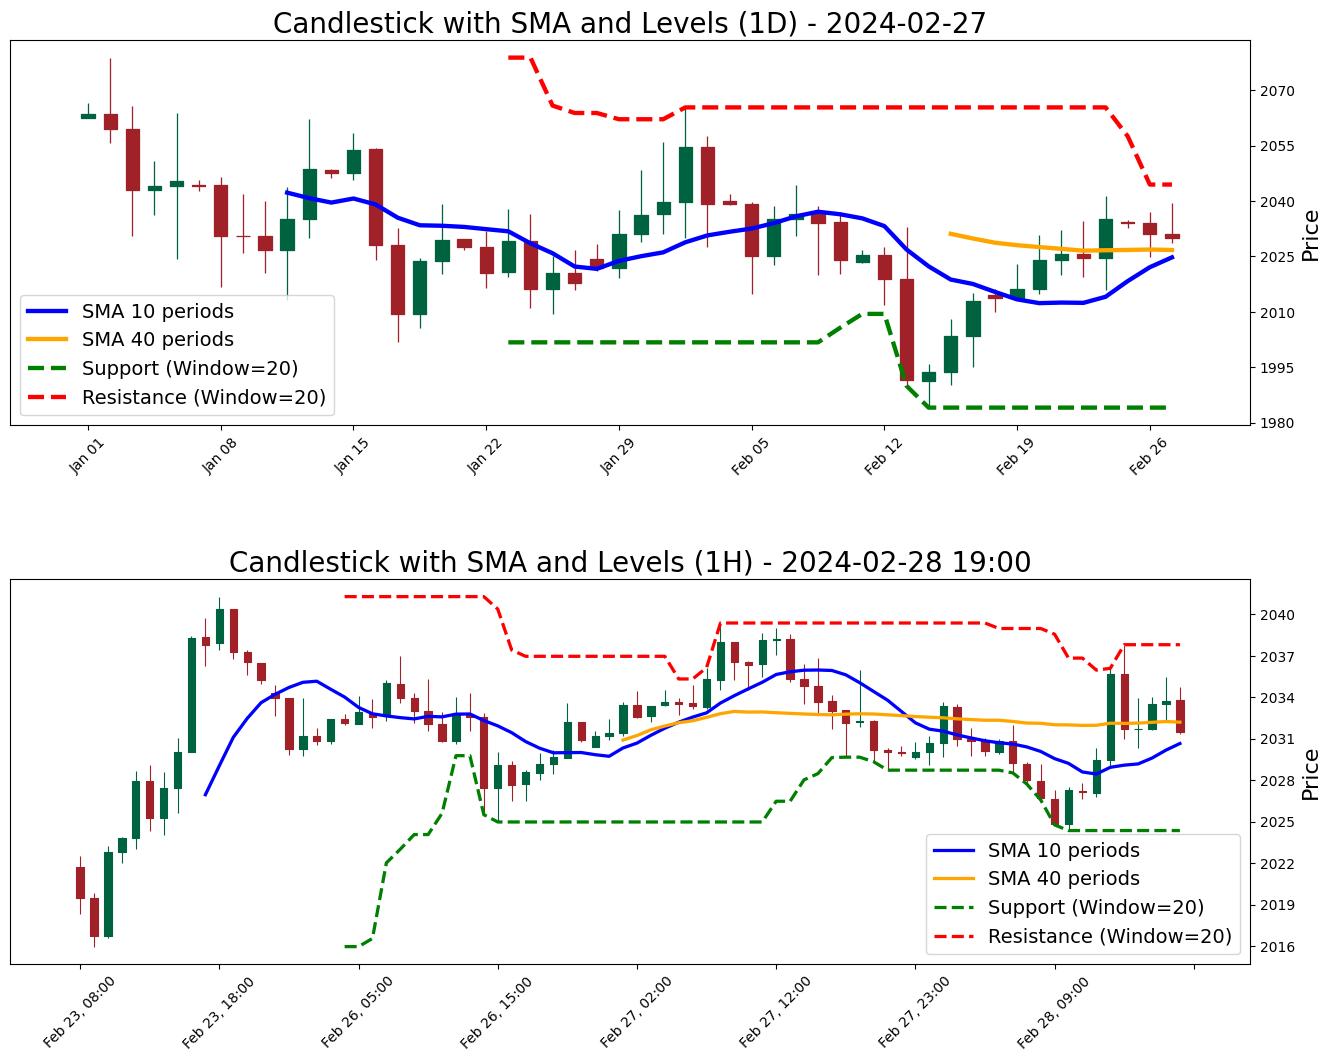 Candlestick with SMA and Levels (1D) - 2024-02-27
2070
2055
2040
2025
2010
1995
1980
Price
SMA 10 periods
SMA 40 periods
Support (Window=20)
Resistance (Window=20)
Jan 01
Jan 08
Jan 15
Jan 22
Jan 29
Feb 05
Feb 12
Feb 19
Feb 26
Candlestick with SMA and Levels (1H) - 2024-02-28 19:00
2040
2037
2034
2031
2028
2025
2022
2019
2016
Price
SMA 10 periods
SMA 40 periods
Support (Window=20)
Resistance (Window=20)
Feb 23, 08:00
Feb 23, 18:00
Feb 26, 05:00
Feb 26, 15:00
Feb 27, 02:00
Feb 27, 12:00
Feb 27, 23:00
Feb 28, 09:00